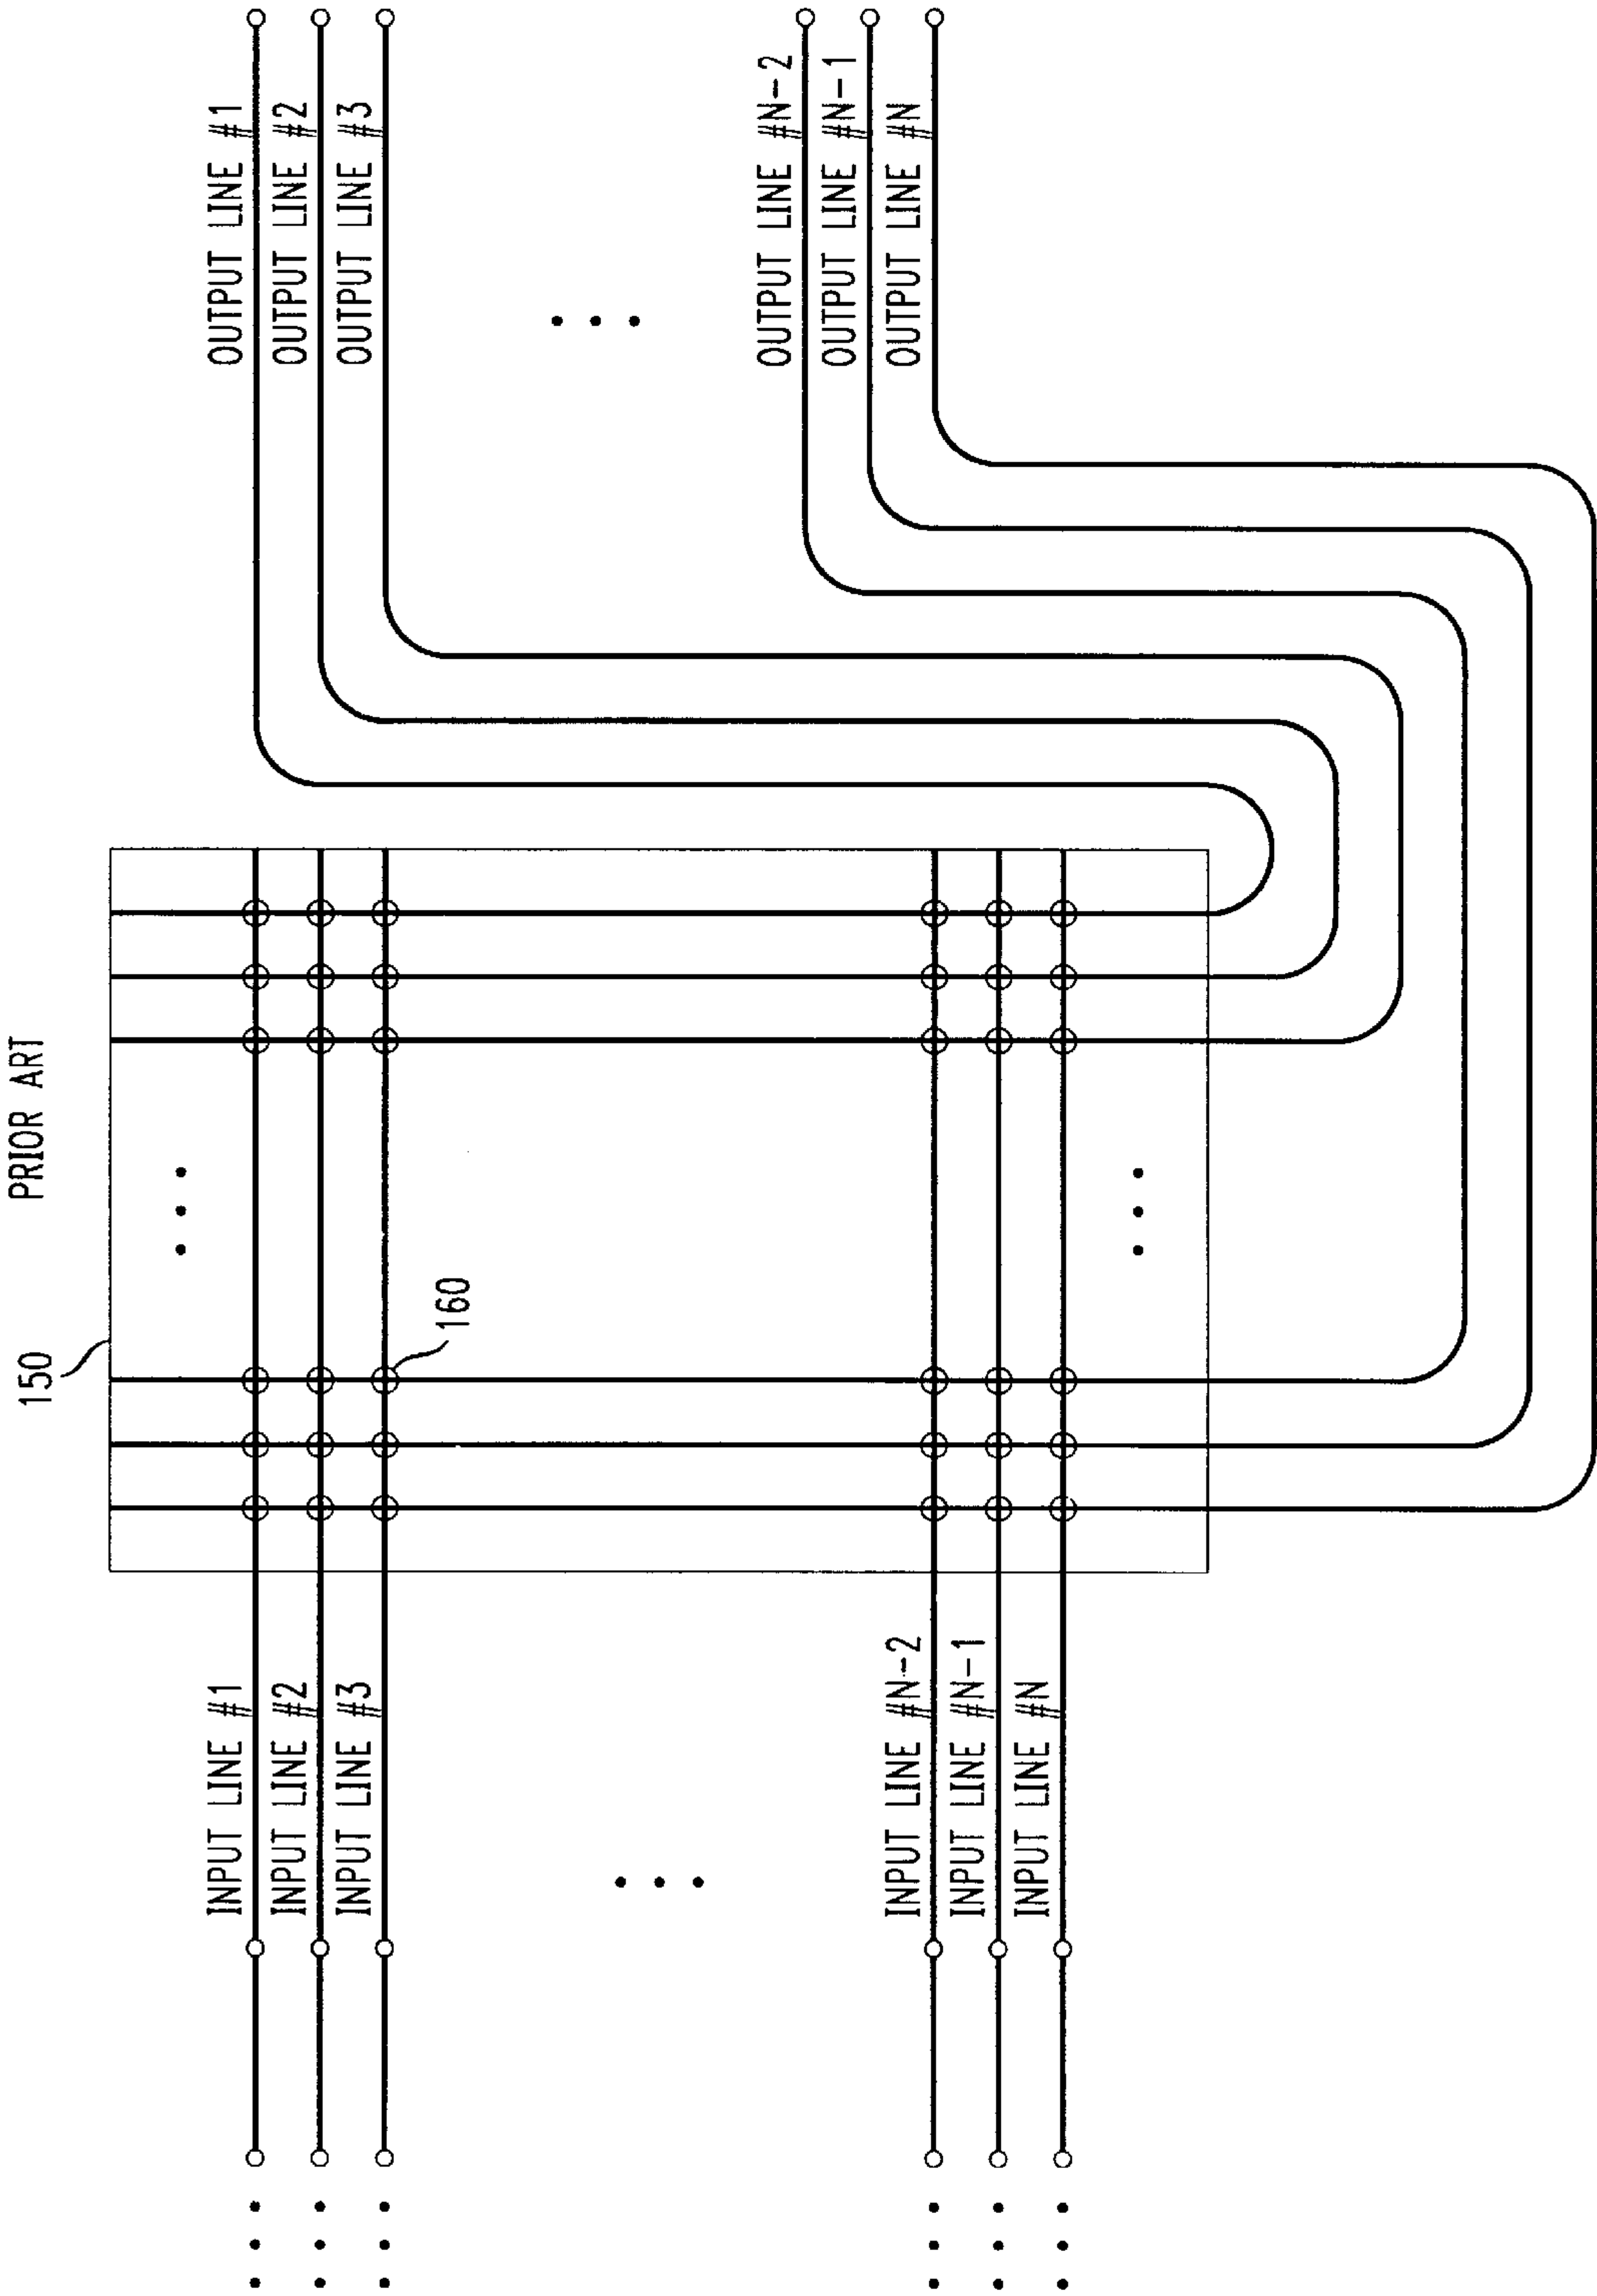 PRIOR ART
150
160
INPUT LINE #1
INPUT LINE #2
INPUT LINE #3
INPUT LINE #N-2
INPUT LINE #N-1
INPUT LINE #N
OUTPUT LINE #1
OUTPUT LINE #2
OUTPUT LINE #3
OUTPUT LINE #N-2
OUTPUT LINE #N-1
OUTPUT LINE #N